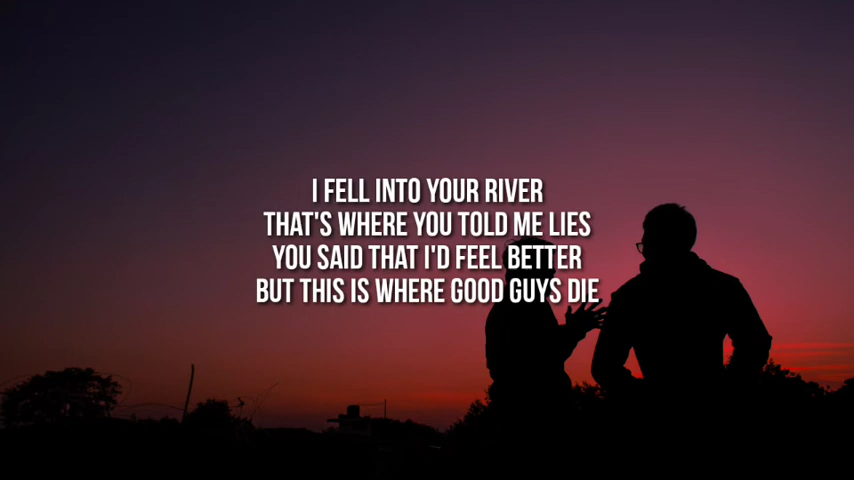 I FELL INTO YOUR RIVER
THAT'S WHERE YOU TOLD ME LIES
YOU SAID THAT I'D FEEL BETTER
BUT THIS IS WHERE GOOD GUYS DIE